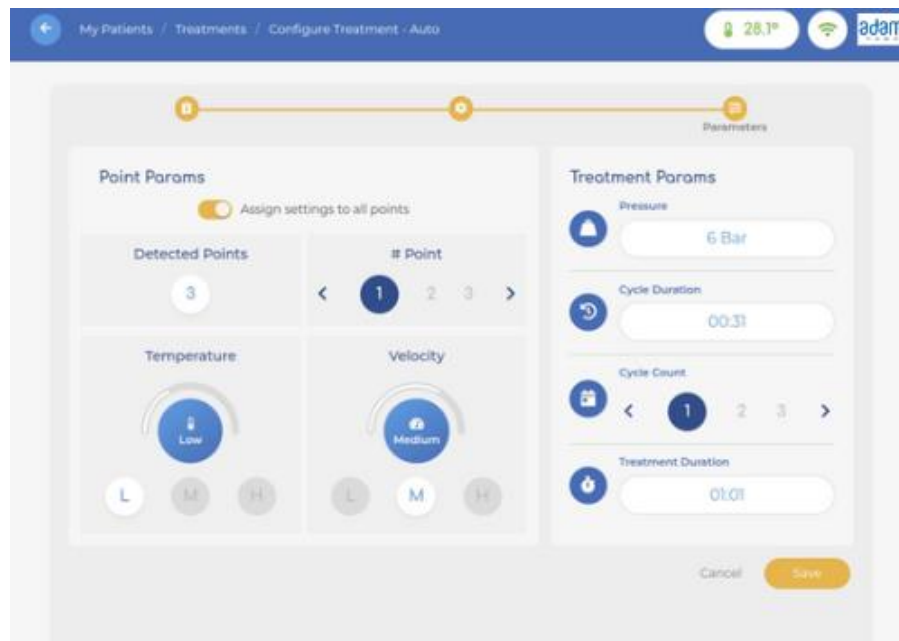 My Patients / Treatments / Configure Treatment - Auto
28.1°
adam
Parameters
Point Params
Assign settings to all points
Detected Points
3
# Point
< 1 2 3 >
Temperature
Low
L M H
Velocity
Medium
L M H
Treatment Params
Pressure
6 Bar
Cycle Duration
00:31
Cycle Count
< 1 2 3 >
Treatment Duration
01:01
Cancel Save